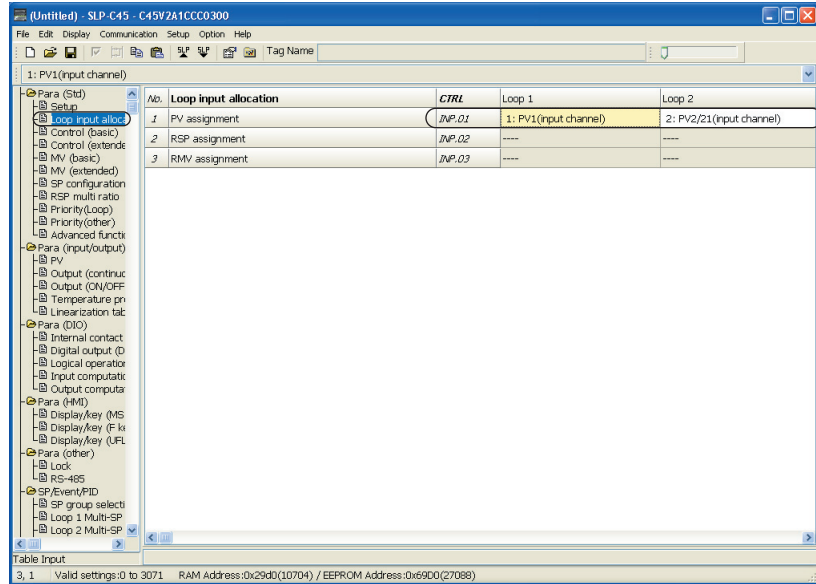 (Untitled) - SLP-C45 - C45V2A1CCC0300
File Edit Display Communication Setup Option Help
SLP SLP Tag Name
1: PV1(input channel)
Para (Std)
Setup
Loop input alloca
Control (basic)
Control (extende
MV (basic)
MV (extended)
SP configuration
RSP multi ratio
Priority(Loop)
Priority(other)
Advanced functi
Para (input/output)
PV
Output (continuc
Output (ON/OFF
Temperature pr
Linearization tab
Para (DIO)
Internal contact
Digital output (D
Logical operation
Input computatio
Output computa
Para (HMI)
Display/key (MS
Display/key (F ke
Display/key (UFL
Para (other)
Lock
RS-485
SP/Event/PID
SP group selecti
Loop 1 Multi-SP
Loop 2 Multi-SP
No. Loop input allocation CTRL Loop 1 Loop 2
1 PV assignment INP.01 1: PV1(input channel) 2: PV2/21(input channel)
2 RSP assignment INP.02 ---- ----
3 RMV assignment INP.03 ---- ----
Table Input
3, 1 Valid settings:0 to 3071 RAM Address:0x29d0(10704) / EEPROM Address:0x69D0(27088)